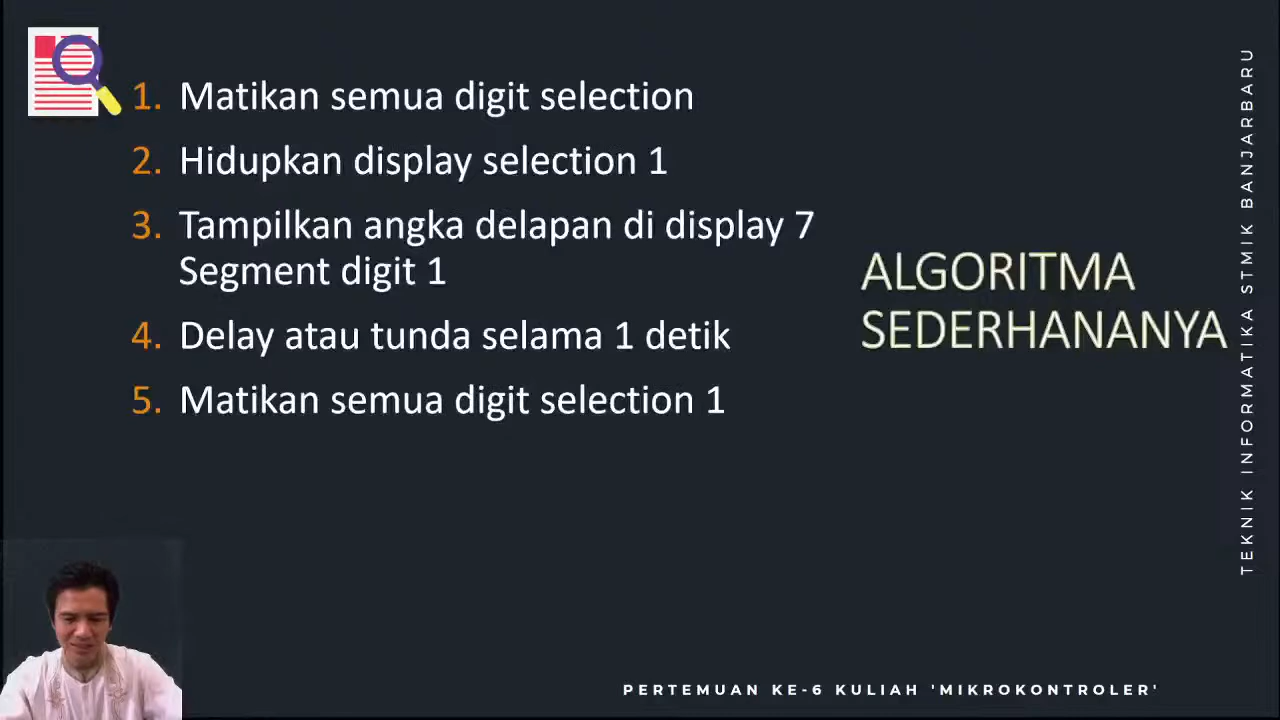 1. Matikan semua digit selection
2. Hidupkan display selection 1
3. Tampilkan angka delapan di display 7
Segment digit 1
4. Delay atau tunda selama 1 detik
5. Matikan semua digit selection 1
ALGORITMA
SEDERHANANYA
TEKNIK INFORMATIKA STMIK BANJARBARU
PERTEMUAN KE-6 KULIAH 'MIKROKONTROLER'